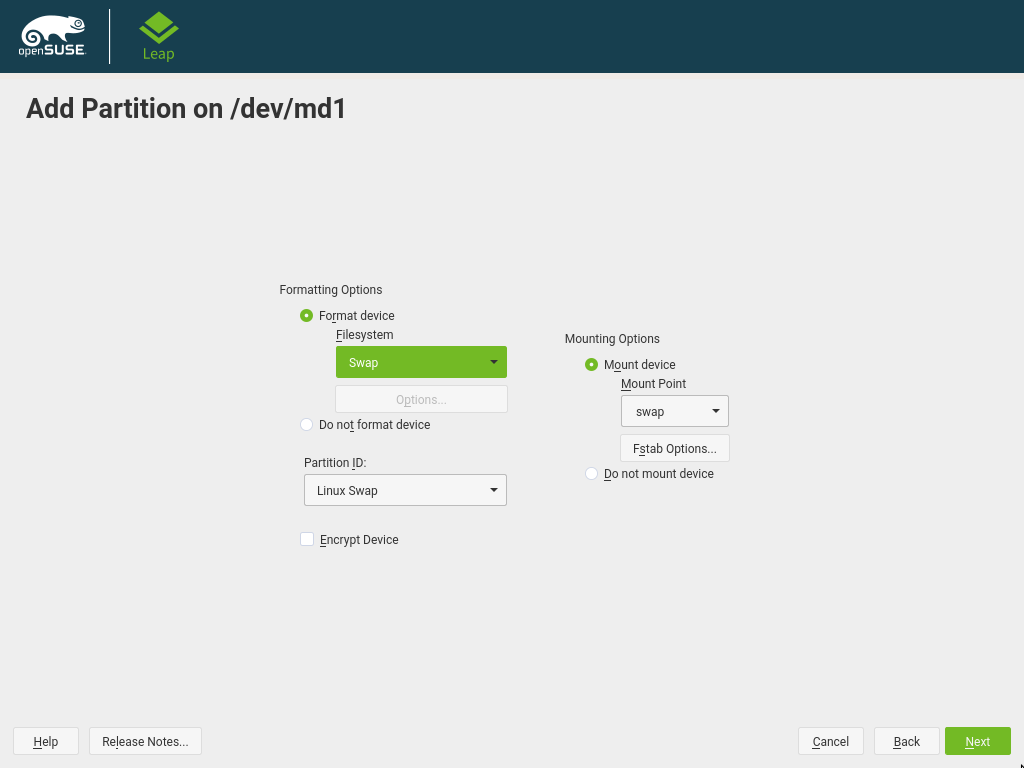 openSUSE
Leap
Add Partition on /dev/md1
Formatting Options
Format device
Filesystem
Swap
Options...
Do not format device
Partition ID:
Linux Swap
Encrypt Device
Mounting Options
Mount device
Mount Point
swap
Fstab Options...
Do not mount device
Help
Release Notes...
Cancel
Back
Next